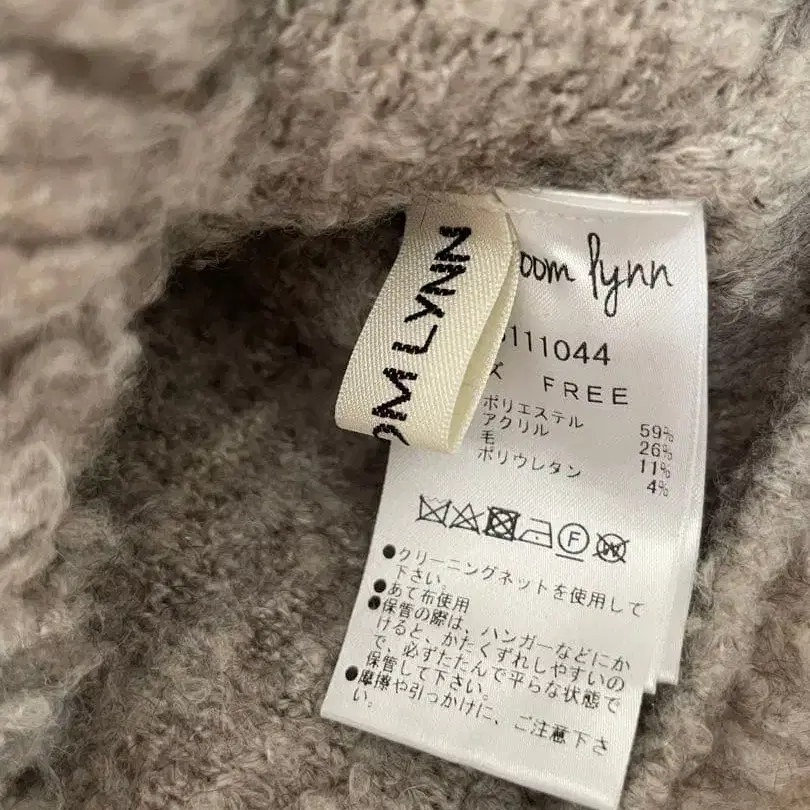 OM LYNN
oom lynn
111044
ズ FREE
ポリエステル 59%
アクリル 26%
毛 11%
ポリウレタン 4%
F
W
●クリーニングネットを使用して
下さい。
●あて布使用
●保管の際は、ハンガーなどにか
けると、かたくずれしやすいの
で、必ずたたんで平らな状態で
保管して下さい。
●摩擦や引っかけに、ご注意下さ
い。